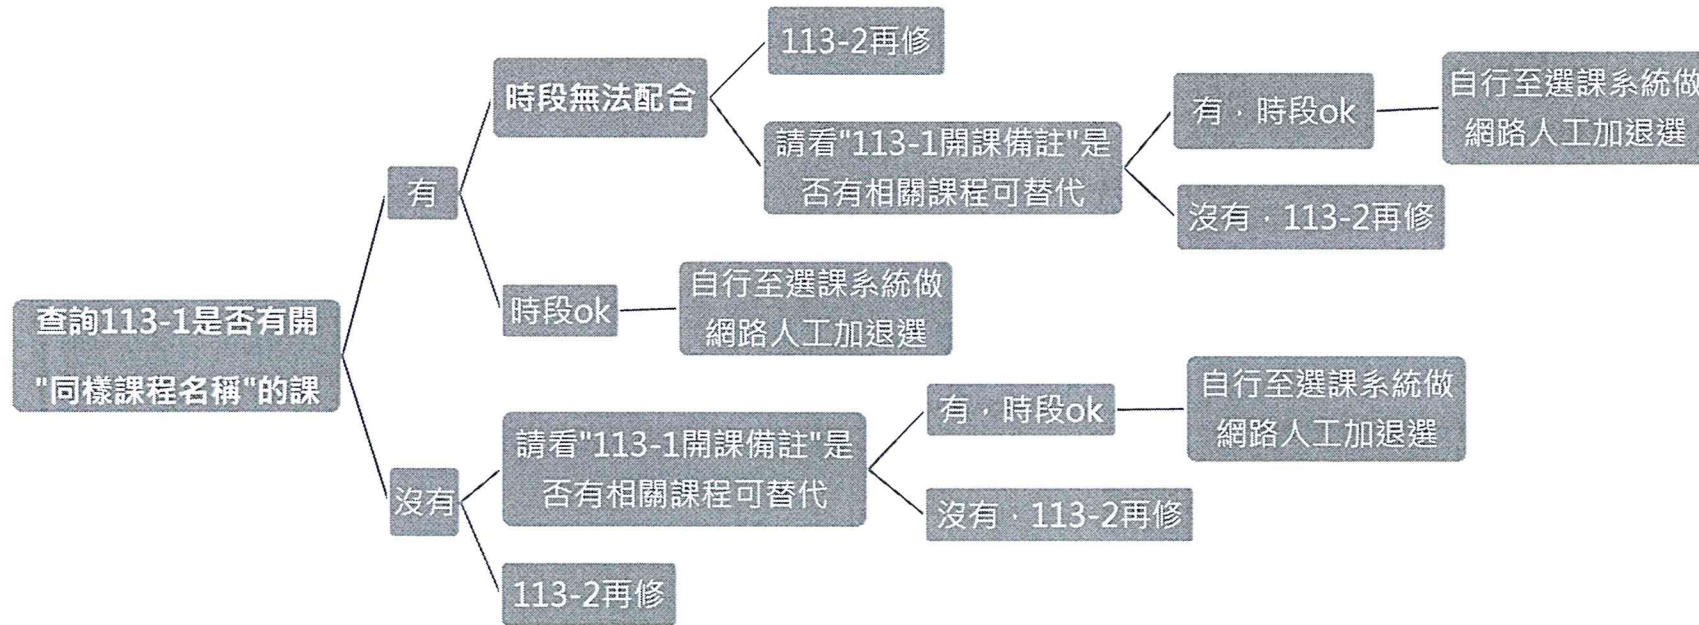 查詢113-1是否有開
"同樣課程名稱"的課
有
時段無法配合
113-2再修
請看"113-1開課備註"是
否有相關課程可替代
有，時段ok
自行至選課系統做
網路人工加退選
沒有，113-2再修
時段ok
自行至選課系統做
網路人工加退選
沒有
請看"113-1開課備註"是
否有相關課程可替代
有，時段ok
自行至選課系統做
網路人工加退選
沒有，113-2再修
113-2再修